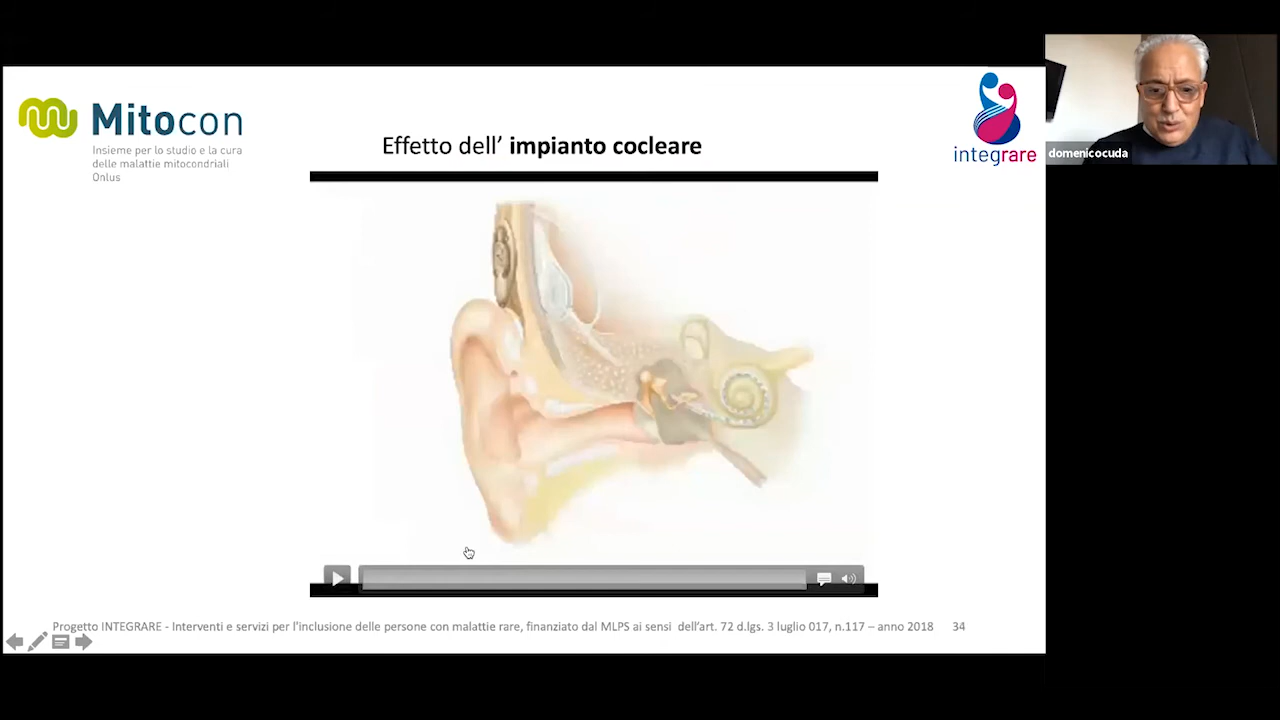 Mitocon
Insieme per lo studio e la cura
delle malattie mitocondriali
Onlus
Effetto dell’ impianto cocleare
integrare
domenicocuda
Progetto INTEGRARE - Interventi e servizi per l'inclusione delle persone con malattie rare, finanziato dal MLPS ai sensi dell’art. 72 d.lgs. 3 luglio 017, n.117 – anno 2018 34